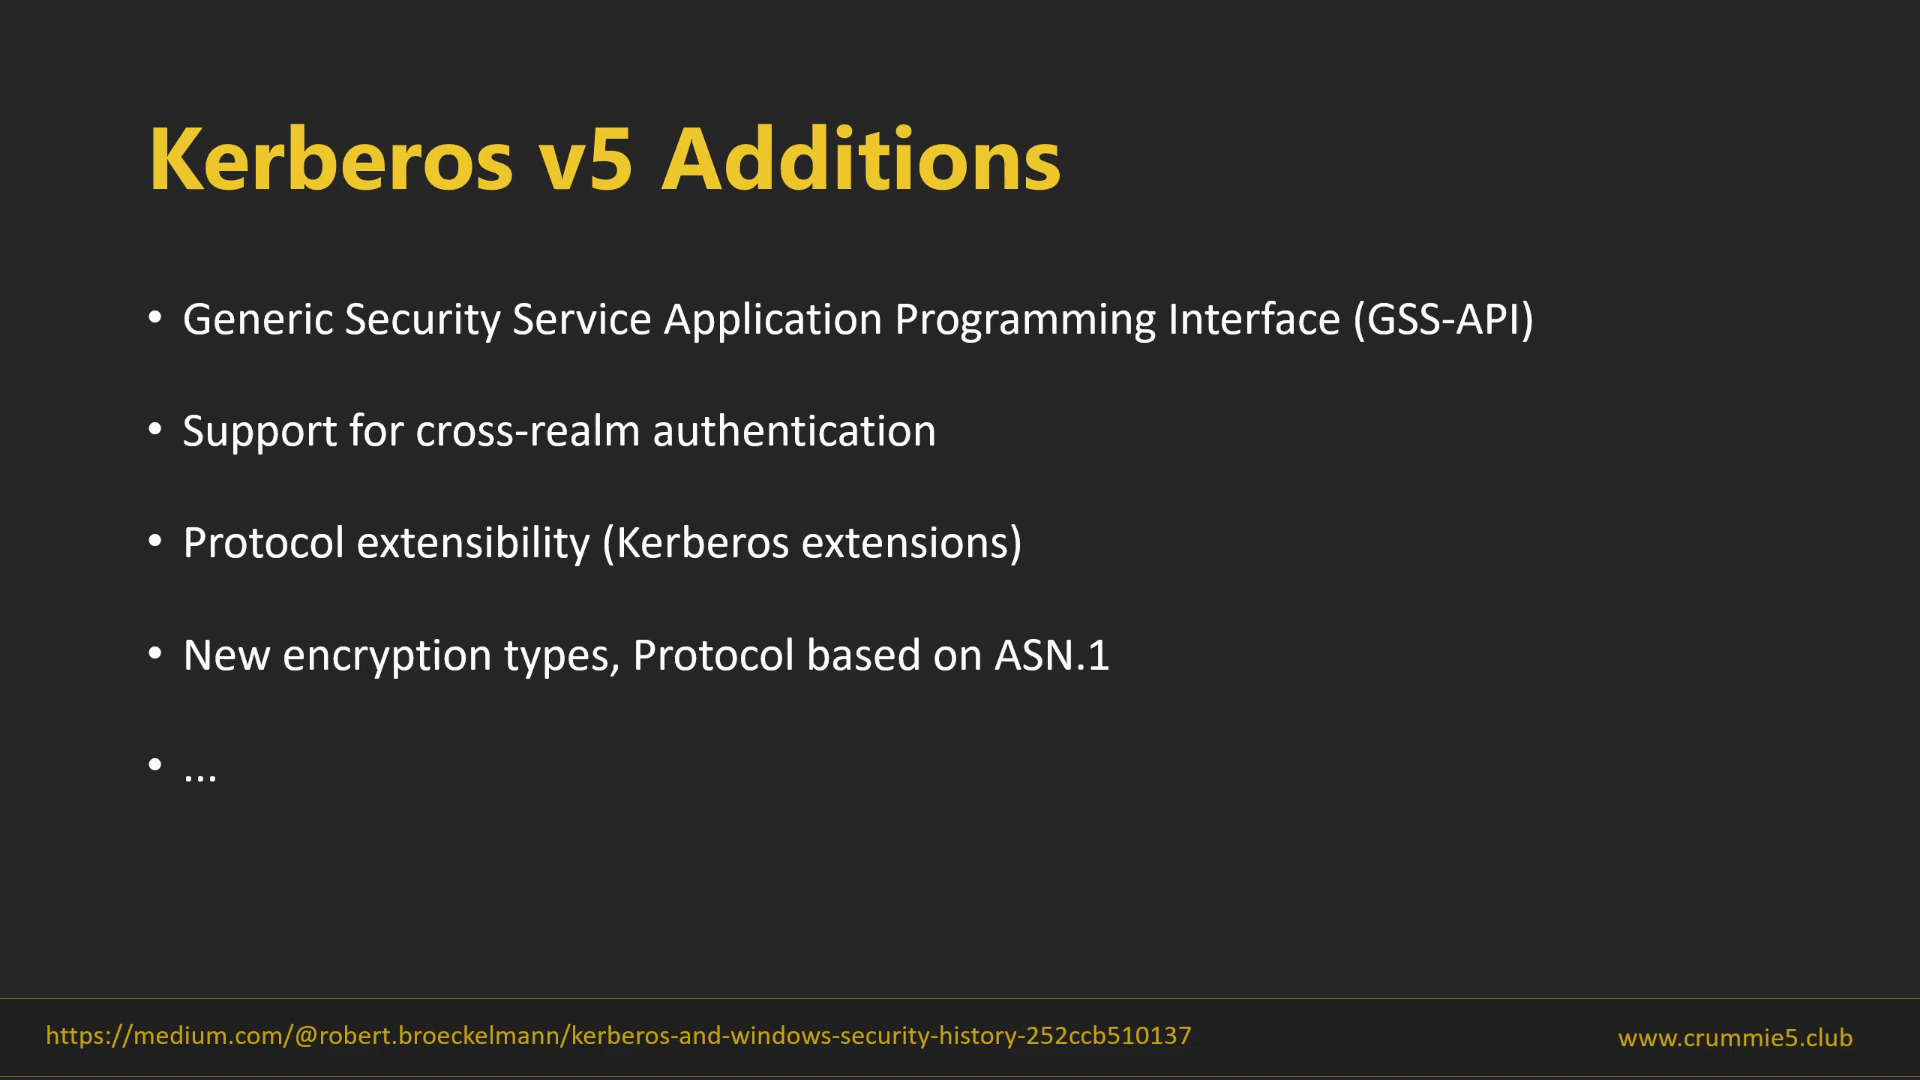 Kerberos v5 Additions
• Generic Security Service Application Programming Interface (GSS-API)
• Support for cross-realm authentication
• Protocol extensibility (Kerberos extensions)
• New encryption types, Protocol based on ASN.1
• ...
https://medium.com/@robert.broeckelmann/kerberos-and-windows-security-history-252ccb510137
www.crummie5.club